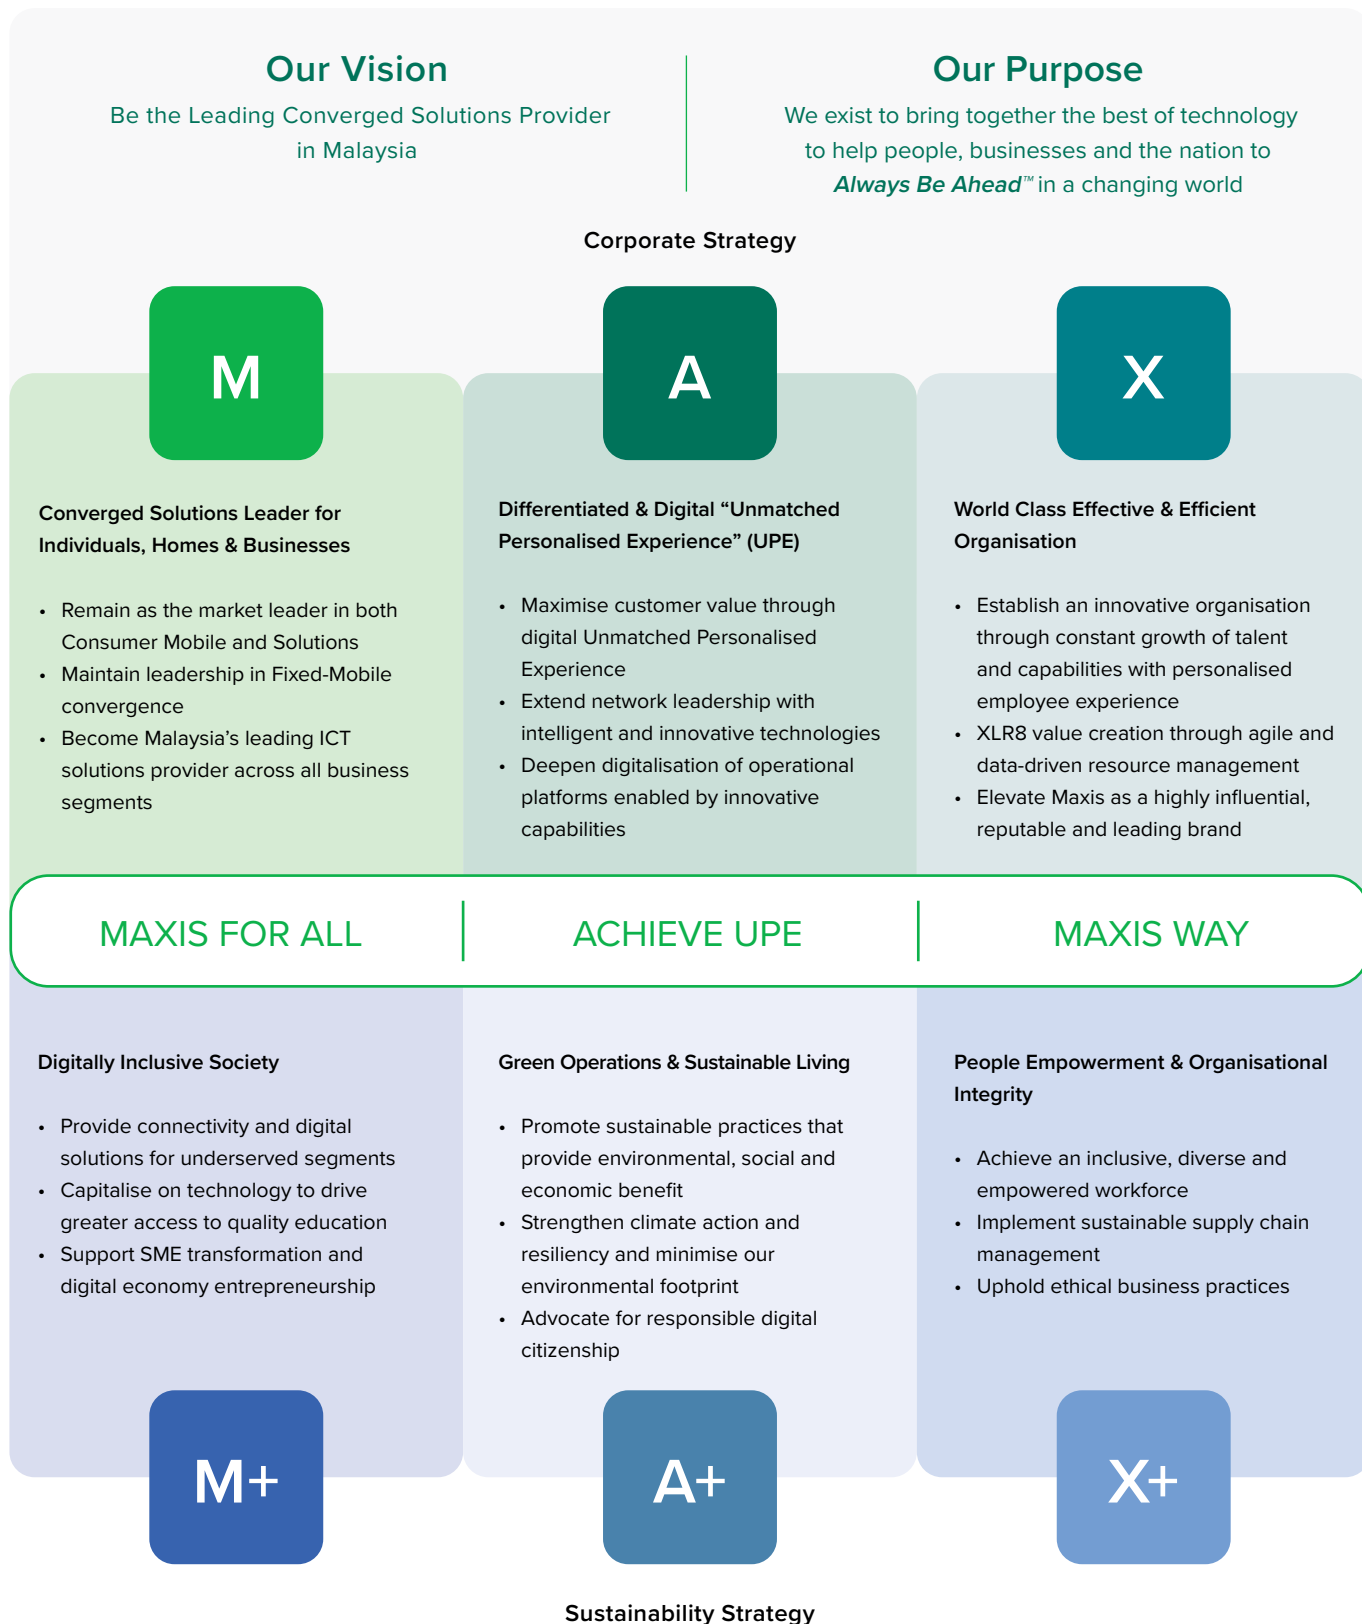 Our Vision
Be the Leading Converged Solutions Provider
in Malaysia
Our Purpose
We exist to bring together the best of technology
to help people, businesses and the nation to
Always Be Ahead™ in a changing world
Corporate Strategy
M
Converged Solutions Leader for
Individuals, Homes & Businesses
• Remain as the market leader in both
Consumer Mobile and Solutions
• Maintain leadership in Fixed-Mobile
convergence
• Become Malaysia’s leading ICT
solutions provider across all business
segments
A
Differentiated & Digital “Unmatched
Personalised Experience” (UPE)
• Maximise customer value through
digital Unmatched Personalised
Experience
• Extend network leadership with
intelligent and innovative technologies
• Deepen digitalisation of operational
platforms enabled by innovative
capabilities
X
World Class Effective & Efficient
Organisation
• Establish an innovative organisation
through constant growth of talent
and capabilities with personalised
employee experience
• XLR8 value creation through agile and
data-driven resource management
• Elevate Maxis as a highly influential,
reputable and leading brand
MAXIS FOR ALL
ACHIEVE UPE
MAXIS WAY
Digitally Inclusive Society
• Provide connectivity and digital
solutions for underserved segments
• Capitalise on technology to drive
greater access to quality education
• Support SME transformation and
digital economy entrepreneurship
M+
Green Operations & Sustainable Living
• Promote sustainable practices that
provide environmental, social and
economic benefit
• Strengthen climate action and
resiliency and minimise our
environmental footprint
• Advocate for responsible digital
citizenship
A+
People Empowerment & Organisational
Integrity
• Achieve an inclusive, diverse and
empowered workforce
• Implement sustainable supply chain
management
• Uphold ethical business practices
X+
Sustainability Strategy